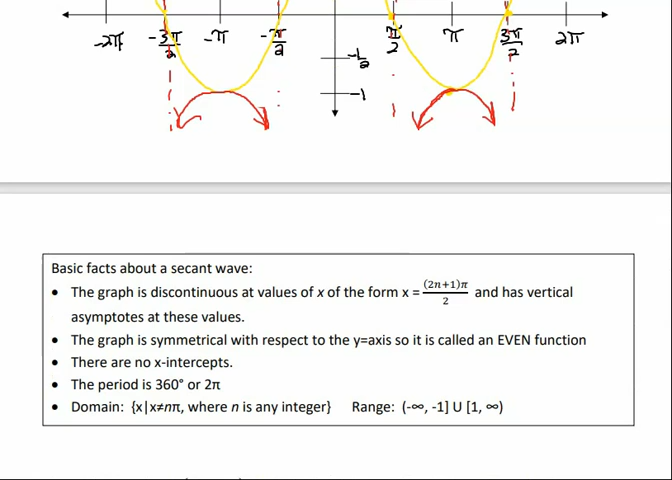 -2π -3π/2 -π -π/2 π/2 π 3π/2 2π
-1/2
-1
Basic facts about a secant wave:
• The graph is discontinuous at values of x of the form x = (2n+1)π/2 and has vertical
asymptotes at these values.
• The graph is symmetrical with respect to the y=axis so it is called an EVEN function
• There are no x-intercepts.
• The period is 360° or 2π
• Domain: {x|x≠nπ, where n is any integer} Range: (-∞, -1] U [1, ∞)